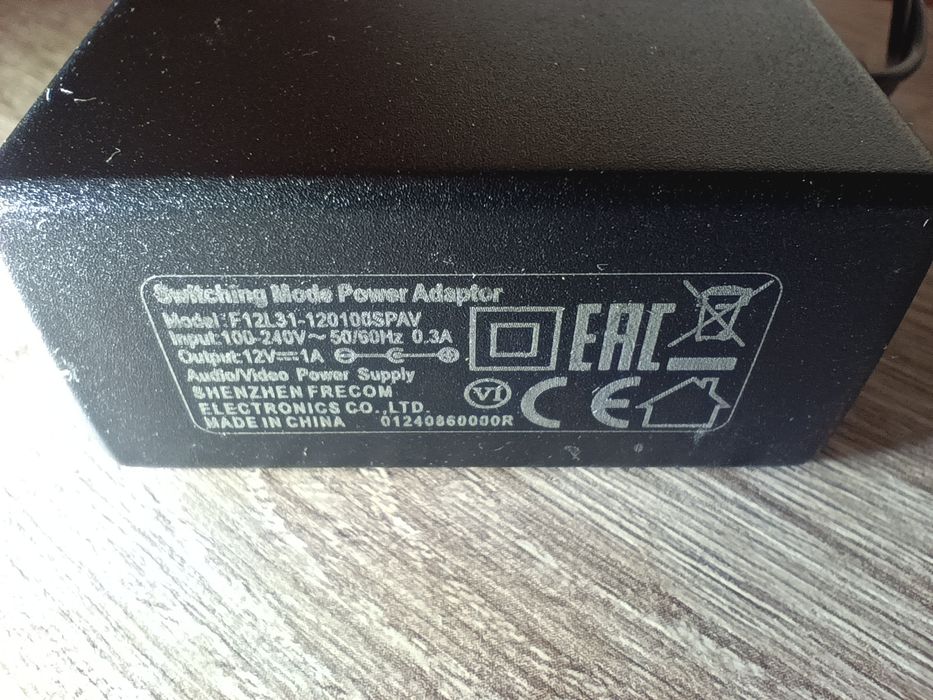 Switching Mode Power Adaptor
Model:F12L31-120100SPAV
Input:100-240V~50/60Hz 0.3A
Output:12V⎓1A
Audio/Video Power Supply
SHENZHEN FRECOM
ELECTRONICS CO.,LTD.
MADE IN CHINA 01240860000R
VI
CE
EAC